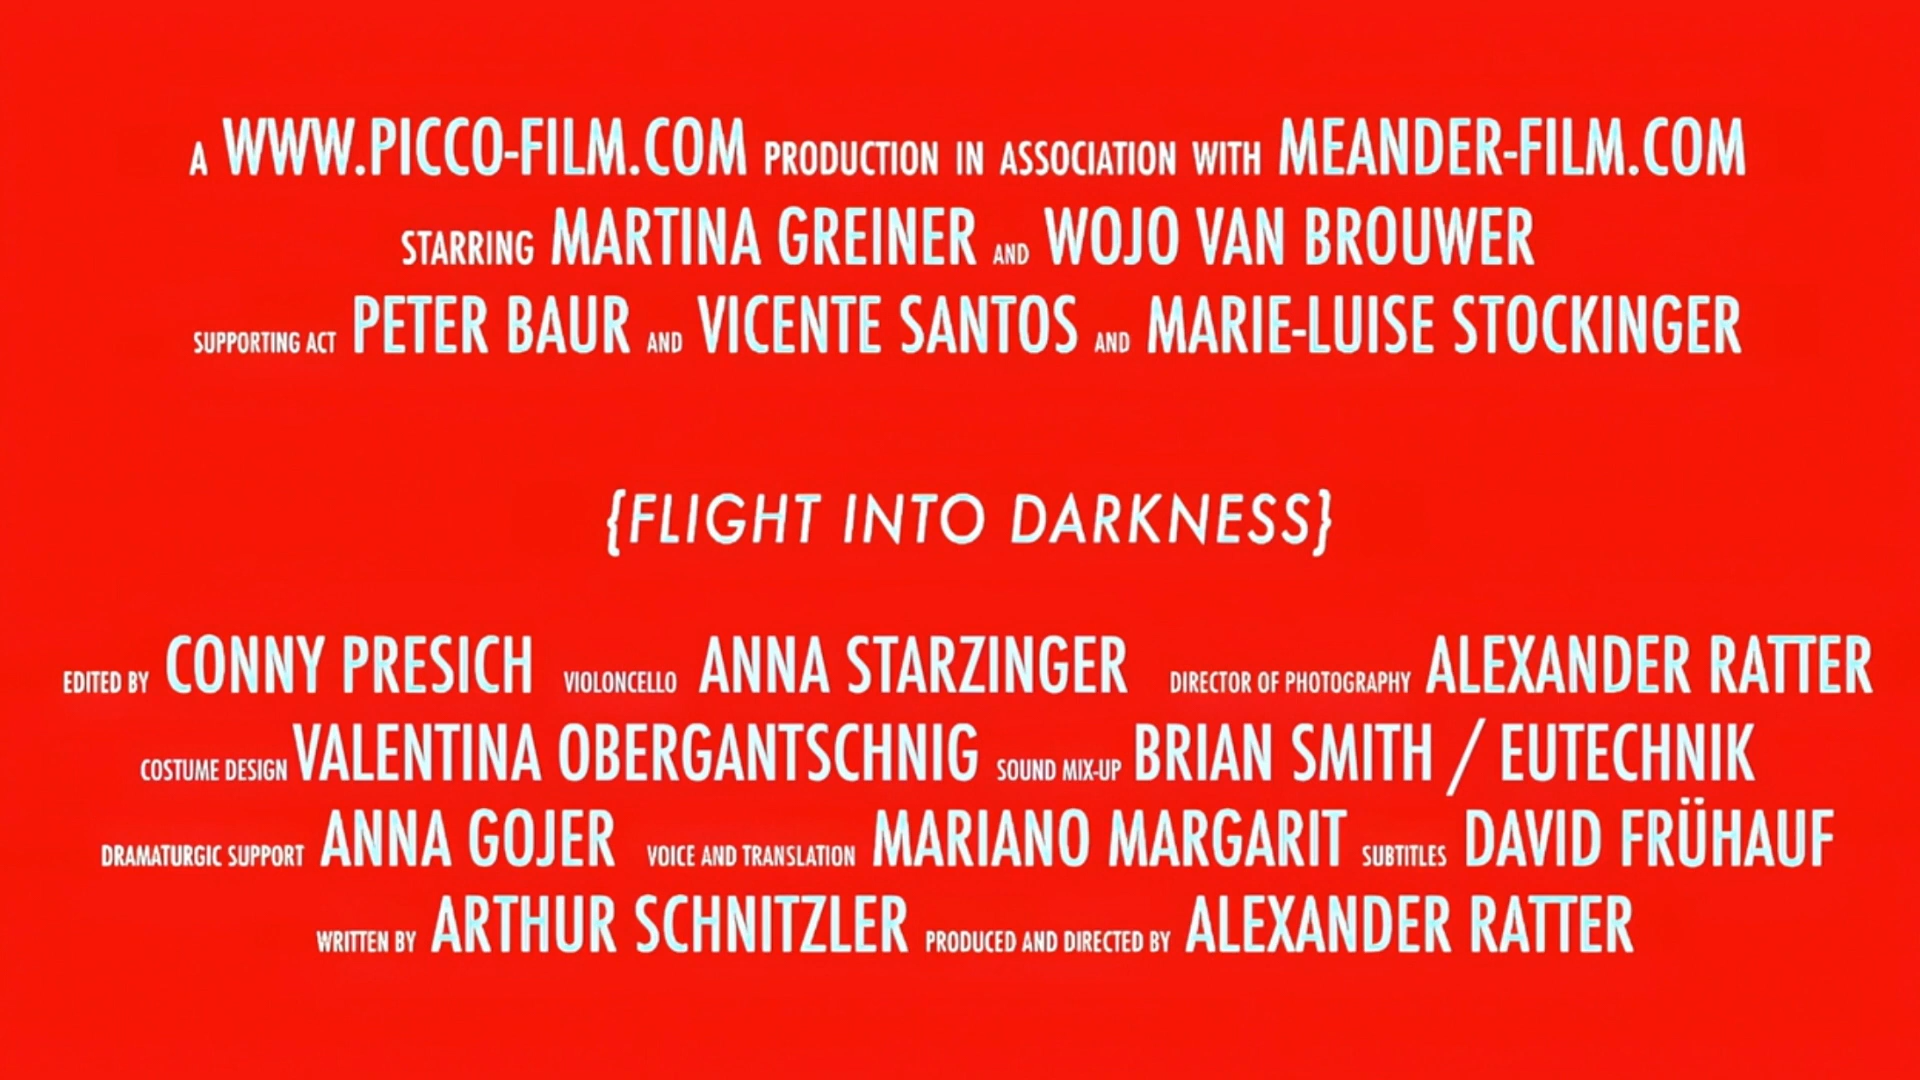 A WWW.PICCO-FILM.COM PRODUCTION IN ASSOCIATION WITH MEANDER-FILM.COM
STARRING MARTINA GREINER AND WOJO VAN BROUWER
SUPPORTING ACT PETER BAUR AND VICENTE SANTOS AND MARIE-LUISE STOCKINGER
{FLIGHT INTO DARKNESS}
EDITED BY CONNY PRESICH VIOLONCELLO ANNA STARZINGER DIRECTOR OF PHOTOGRAPHY ALEXANDER RATTER
COSTUME DESIGN VALENTINA OBERGANTSCHNIG SOUND MIX-UP BRIAN SMITH / EUTECHNIK
DRAMATURGIC SUPPORT ANNA GOJER VOICE AND TRANSLATION MARIANO MARGARIT SUBTITLES DAVID FRÜHAUF
WRITTEN BY ARTHUR SCHNITZLER PRODUCED AND DIRECTED BY ALEXANDER RATTER